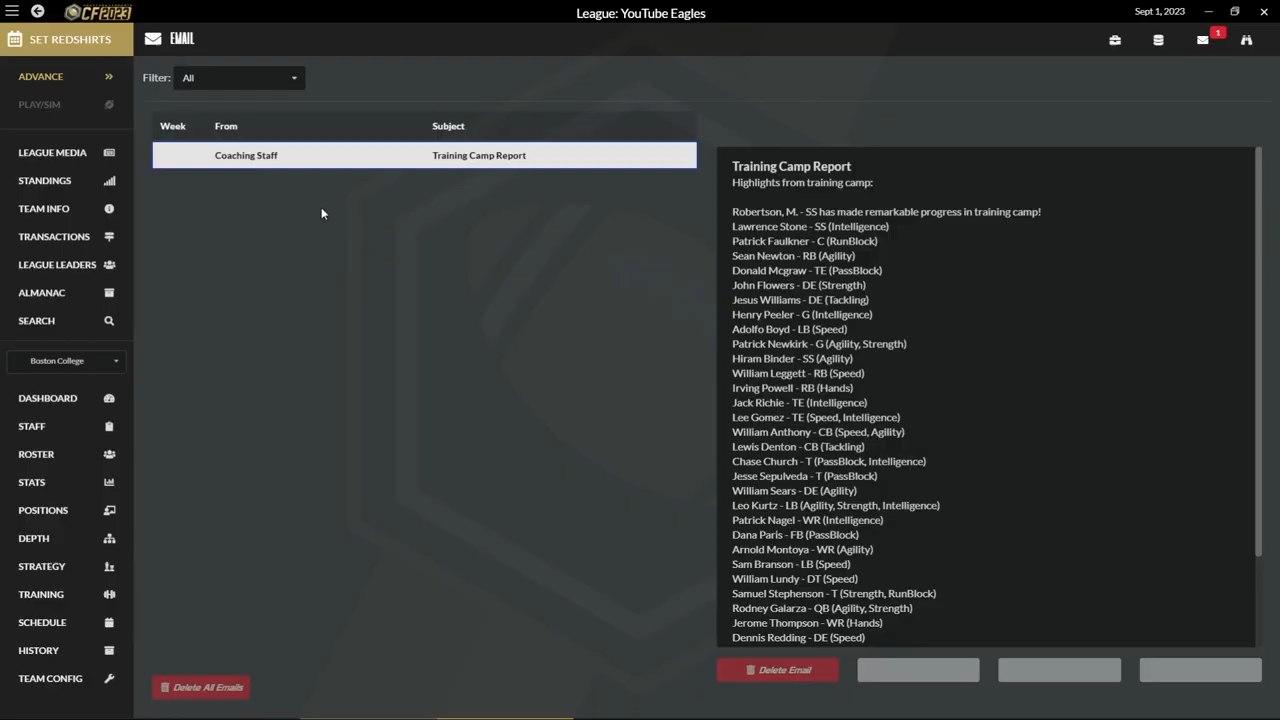 CF2023
League: YouTube Eagles
Sept 1, 2023
SET REDSHIRTS
EMAIL
1
ADVANCE
PLAY/SIM
LEAGUE MEDIA
STANDINGS
TEAM INFO
TRANSACTIONS
LEAGUE LEADERS
ALMANAC
SEARCH
Boston College
DASHBOARD
STAFF
ROSTER
STATS
POSITIONS
DEPTH
STRATEGY
TRAINING
SCHEDULE
HISTORY
TEAM CONFIG
Filter: All
Week From Subject
Coaching Staff Training Camp Report
Delete All Emails
Training Camp Report
Highlights from training camp:
Robertson, M. - SS has made remarkable progress in training camp!
Lawrence Stone - SS (Intelligence)
Patrick Faulkner - C (RunBlock)
Sean Newton - RB (Agility)
Donald Mcgraw - TE (PassBlock)
John Flowers - DE (Strength)
Jesus Williams - DE (Tackling)
Henry Peeler - G (Intelligence)
Adolfo Boyd - LB (Speed)
Patrick Newkirk - G (Agility, Strength)
Hiram Binder - SS (Agility)
William Leggett - RB (Speed)
Irving Powell - RB (Hands)
Jack Richie - TE (Intelligence)
Lee Gomez - TE (Speed, Intelligence)
William Anthony - CB (Speed, Agility)
Lewis Denton - CB (Tackling)
Chase Church - T (PassBlock, Intelligence)
Jesse Sepulveda - T (PassBlock)
William Sears - DE (Agility)
Leo Kurtz - LB (Agility, Strength, Intelligence)
Patrick Nagel - WR (Intelligence)
Dana Paris - FB (PassBlock)
Arnold Montoya - WR (Agility)
Sam Branson - LB (Speed)
William Lundy - DT (Speed)
Samuel Stephenson - T (Strength, RunBlock)
Rodney Galarza - QB (Agility, Strength)
Jerome Thompson - WR (Hands)
Dennis Redding - DE (Speed)
Delete Email